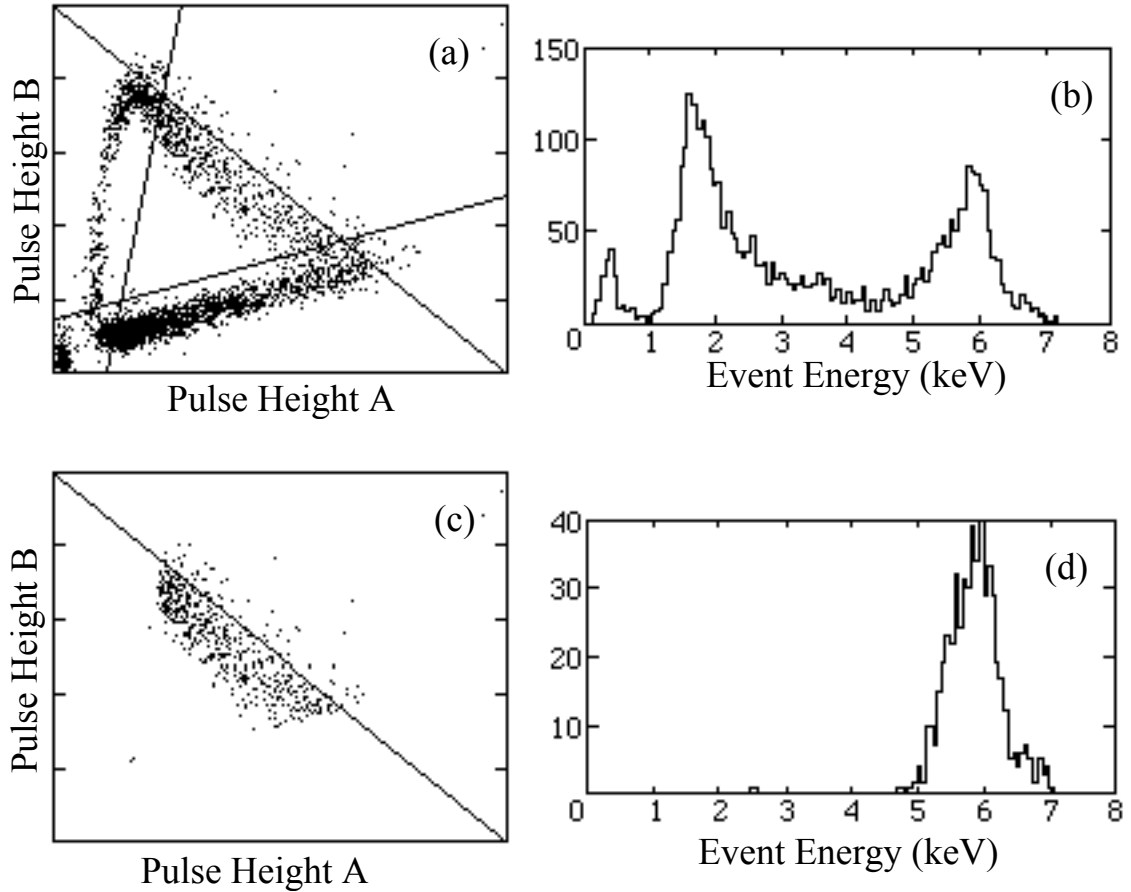 (a)
Pulse Height B
Pulse Height A
(b)
150
100
50
0
1 2 3 4 5 6 7 8
Event Energy (keV)
(c)
Pulse Height B
Pulse Height A
(d)
40
30
20
10
0 1 2 3 4 5 6 7 8
Event Energy (keV)